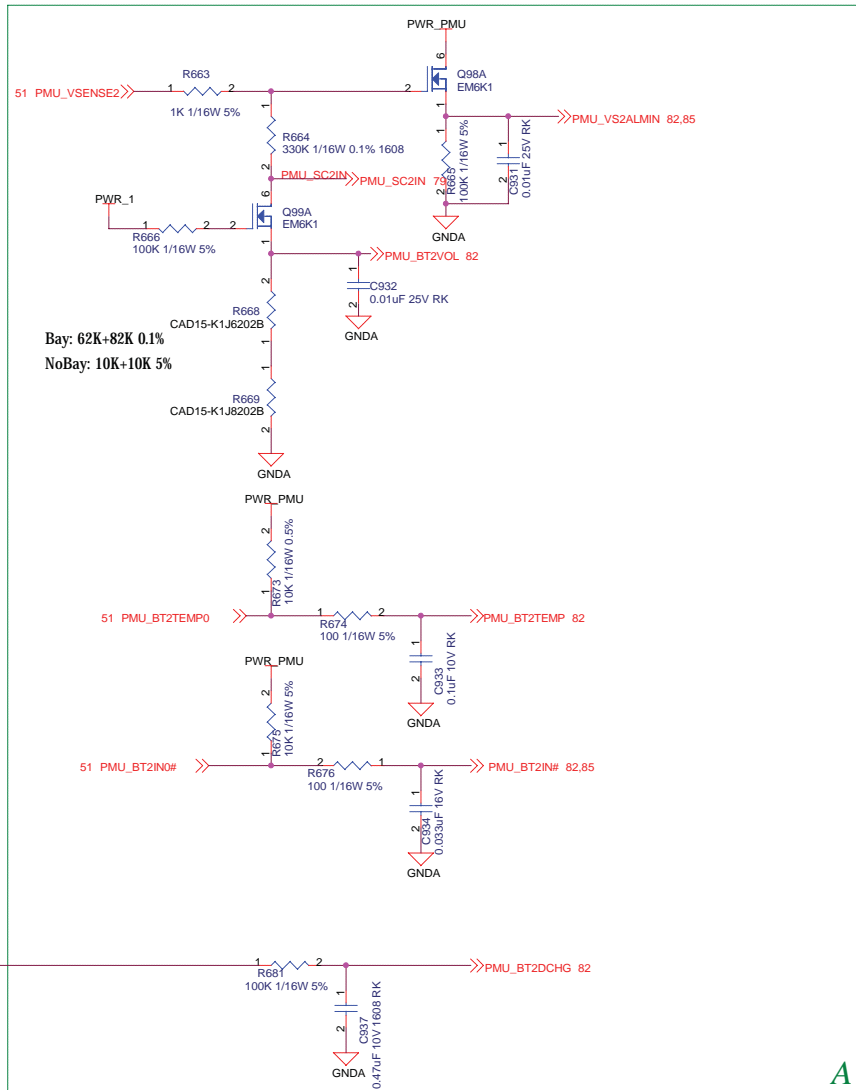 PWR_PMU
6
Q98A
EM6K1
R663
1 2
51 PMU_VSENSE2
1K 1/16W 5%
2
1
PMU_VS2ALMIN 82,85
1
R664
330K 1/16W 0.1% 1608
2
1
R665
100K 1/16W 5%
2
1
C931
0.01uF 25V RK
2
GNDA
PMU_SC2IN
PMU_SC2IN 79
6
Q99A
EM6K1
PWR_1
1 2 2
R666
100K 1/16W 5%
1
PMU_BT2VOL 82
1
C932
0.01uF 25V RK
2
GNDA
2
R668
CAD15-K1J6202B
1
Bay: 62K+82K 0.1%
NoBay: 10K+10K 5%
1
R669
CAD15-K1J8202B
2
GNDA
PWR_PMU
2
R673
10K 1/16W 0.5%
1
51 PMU_BT2TEMP0
1 2
R674
100 1/16W 5%
PMU_BT2TEMP 82
1
C933
0.1uF 10V RK
2
GNDA
PWR_PMU
2
R675
10K 1/16W 5%
1
51 PMU_BT2IN0#
2 1
R676
100 1/16W 5%
PMU_BT2IN# 82,85
1
C934
0.033uF 16V RK
2
GNDA
1 2
R681
100K 1/16W 5%
PMU_BT2DCHG 82
1
C937
0.47uF 10V 1608 RK
2
GNDA
A